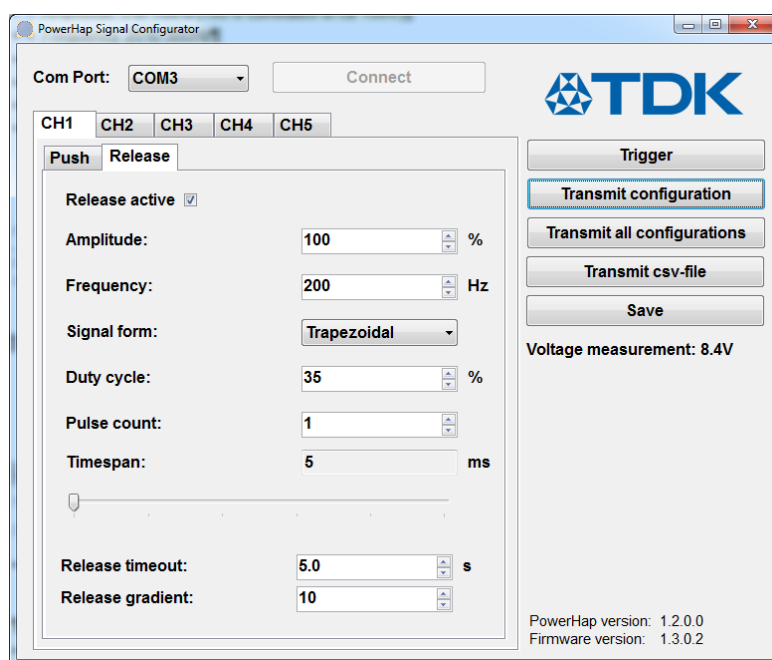 PowerHap Signal Configurator
Com Port: COM3 Connect
TDK
CH1 CH2 CH3 CH4 CH5
Push Release
Trigger
Release active
Transmit configuration
Amplitude: 100 %
Transmit all configurations
Frequency: 200 Hz
Transmit csv-file
Save
Signal form: Trapezoidal
Voltage measurement: 8.4V
Duty cycle: 35 %
Pulse count: 1
Timespan: 5 ms
Release timeout: 5.0 s
Release gradient: 10
PowerHap version: 1.2.0.0
Firmware version: 1.3.0.2